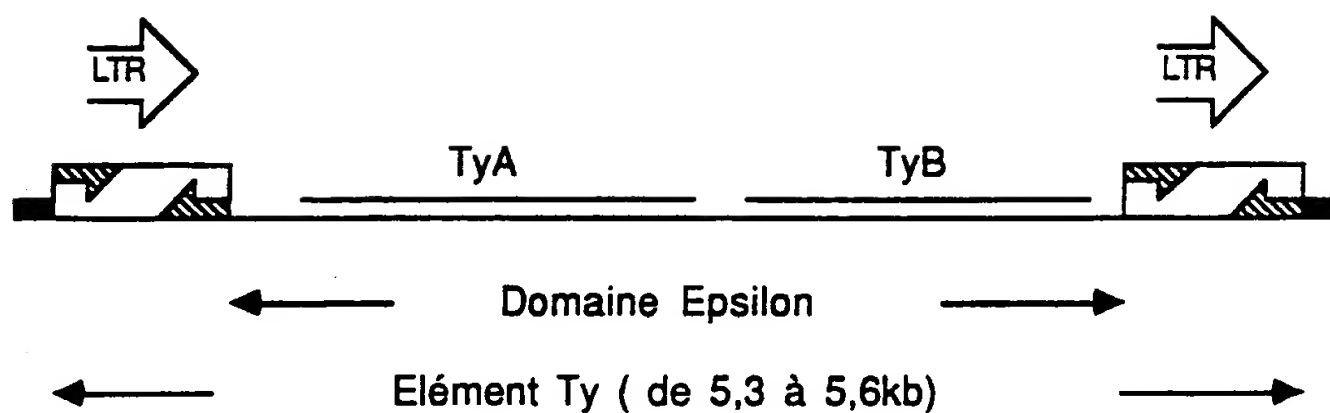 LTR LTR
TyA TyB
Domaine Epsilon
Elément Ty ( de 5,3 à 5,6kb)